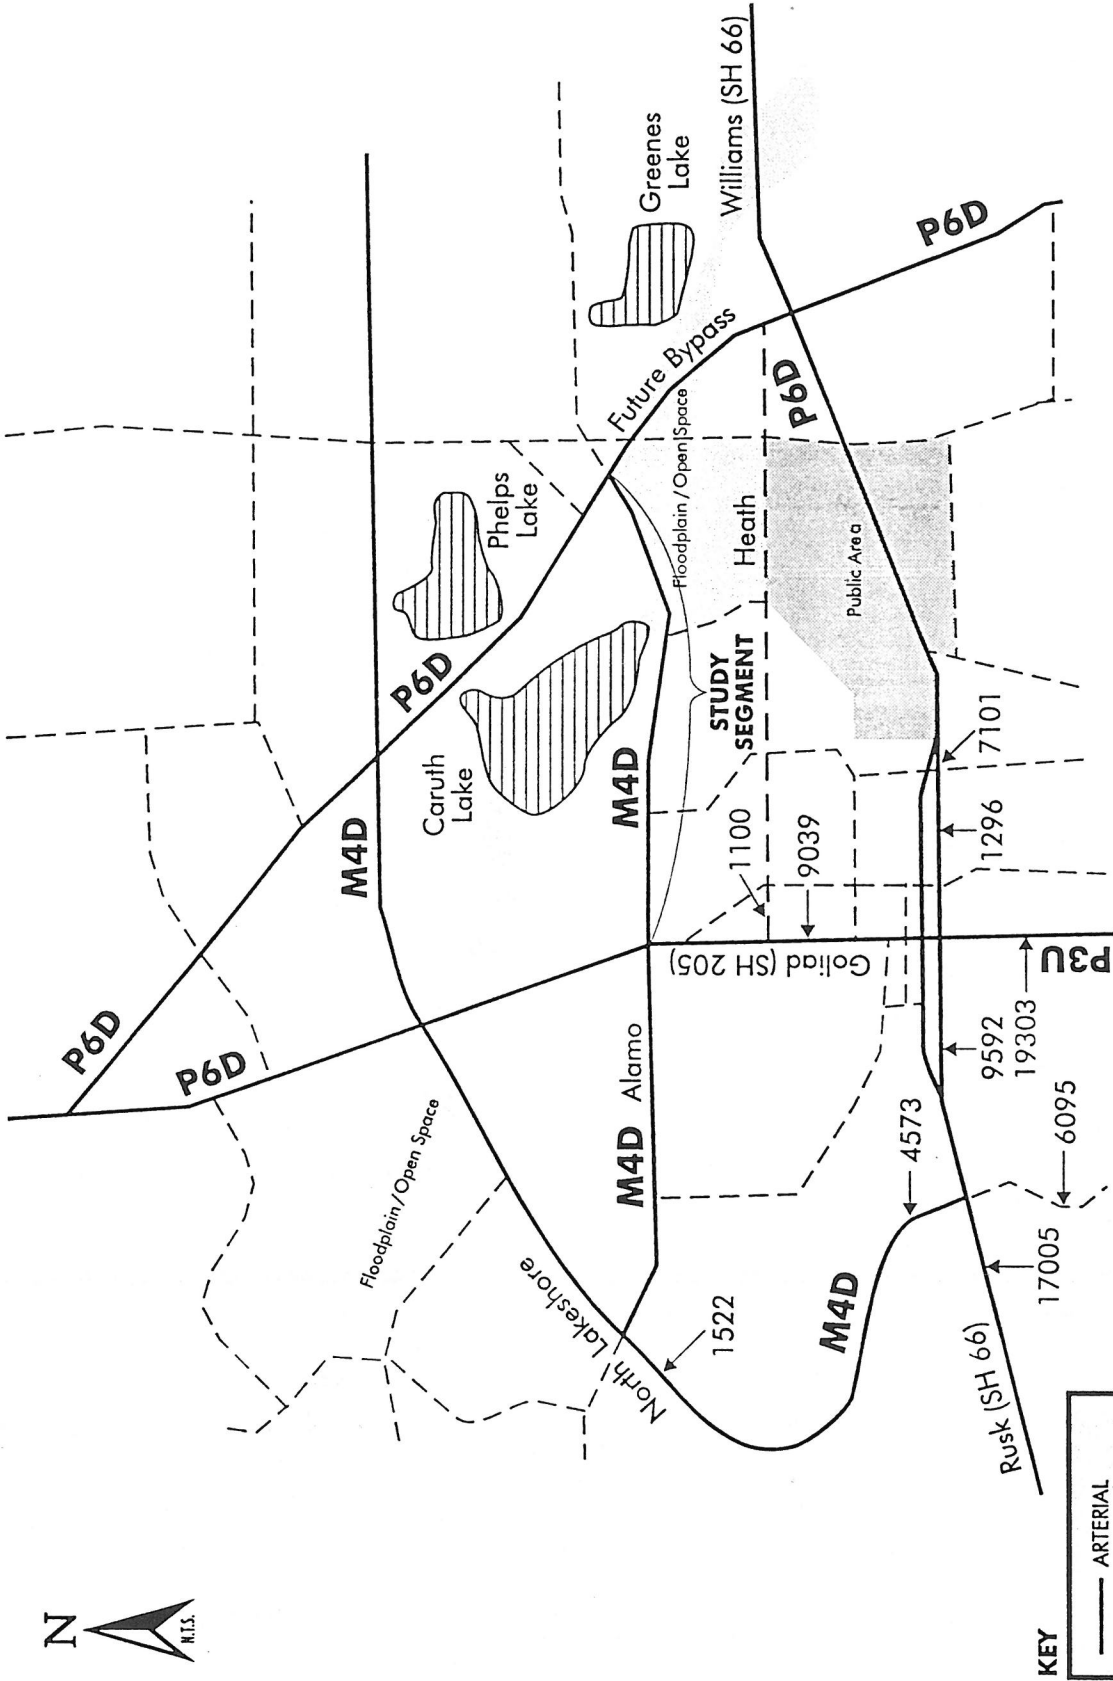 N
N.T.S.
P6D
P6D
M4D
P6D
Phelps
Lake
Caruth
Lake
Greenes
Lake
Floodplain/Open Space
North Lakeshore
Future Bypass
M4D
Alamo
M4D
Floodplain/Open Space
STUDY
SEGMENT
Heath
Williams (SH 66)
1522
Goliad (SH 205)
1100
9039
P6D
Public Area
M4D
4573
P6D
Rusk (SH 66)
17005
6095
9592
19303
1296
7101
P3U
KEY
ARTERIAL